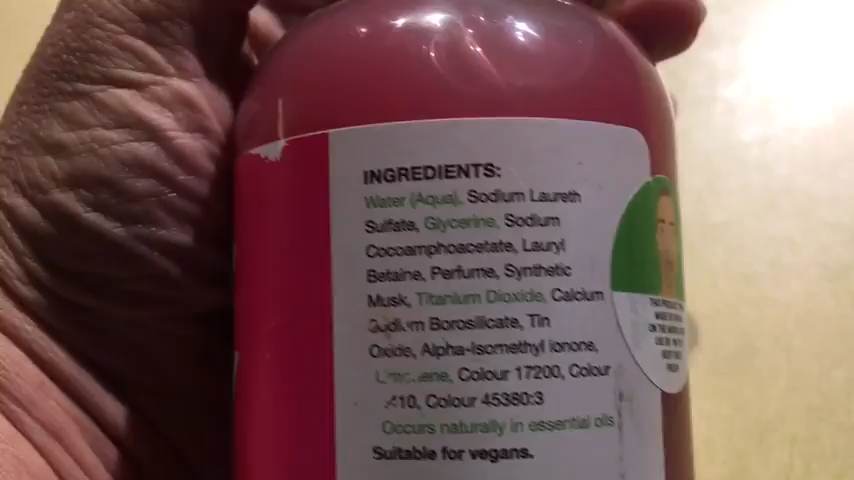 INGREDIENTS:
Water (Aqua), Sodium Laureth
Sulfate, Glycerine, Sodium
Cocoamphoacetate, Lauryl
Betaine, Perfume, Synthetic
Musk, Titanium Dioxide, Calcium
Sodium Borosilicate, Tin
Oxide, Alpha-Isomethyl ionone,
Colour 17200, Colour
410, Colour 45380:3
Occurs naturally in essential oils
Suitable for vegans.